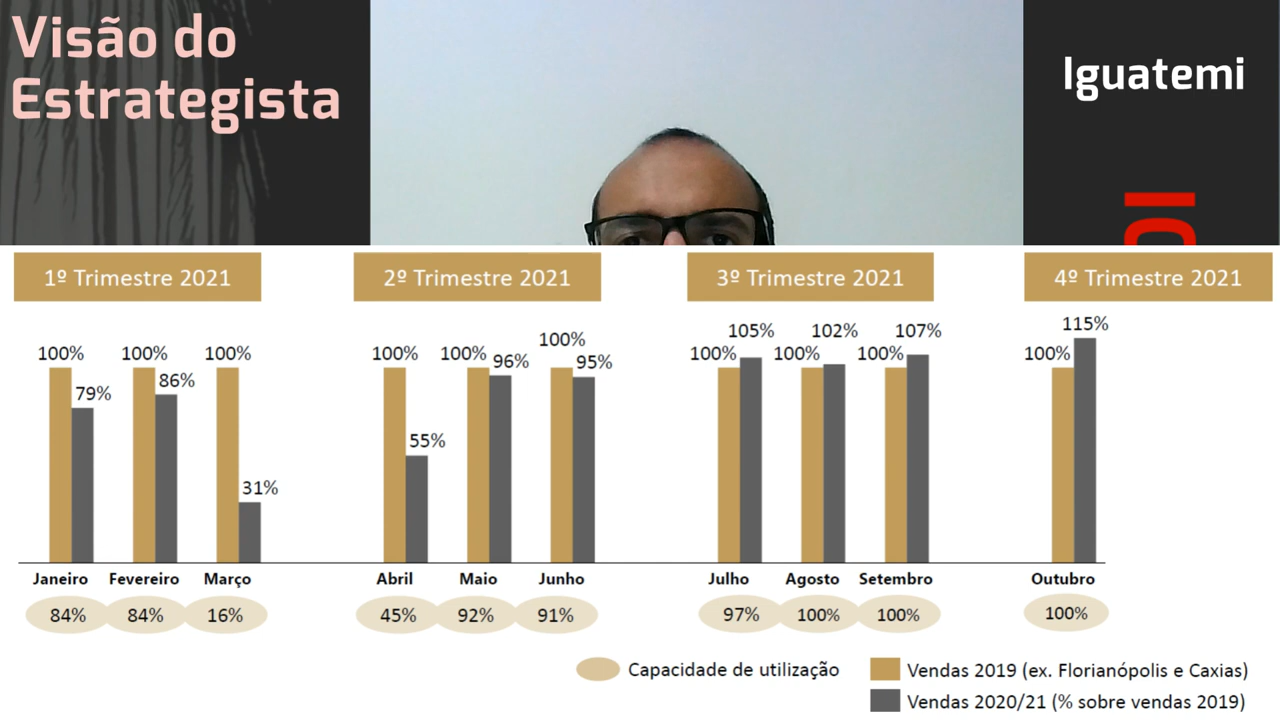 Visão do
Estrategista
Iguatemi
1º Trimestre 2021
2º Trimestre 2021
3º Trimestre 2021
4º Trimestre 2021
100% 79% 100% 86% 100% 31%
100% 55% 100% 96% 100% 95%
100% 105% 100% 102% 100% 107%
100% 115%
Janeiro Fevereiro Março Abril Maio Junho Julho Agosto Setembro Outubro
84% 84% 16% 45% 92% 91% 97% 100% 100% 100%
Capacidade de utilização
Vendas 2019 (ex. Florianópolis e Caxias)
Vendas 2020/21 (% sobre vendas 2019)